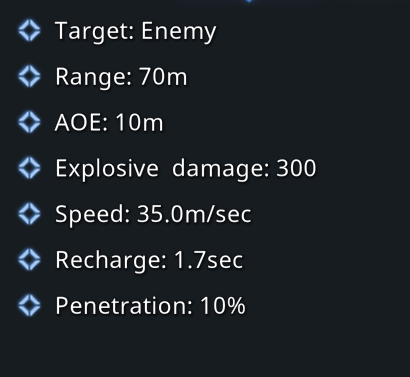 Target: Enemy
Range: 70m
AOE: 10m
Explosive  damage: 300
Speed: 35.0m/sec
Recharge: 1.7sec
Penetration: 10%